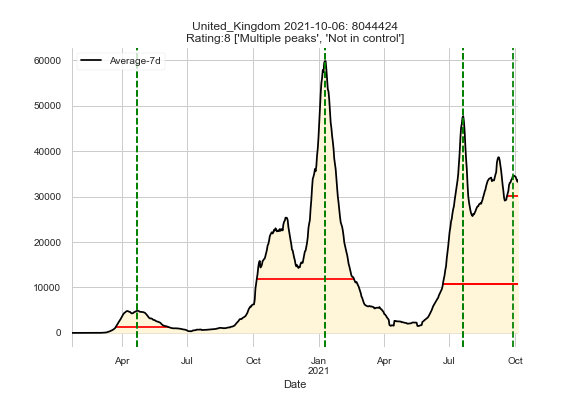 United_Kingdom 2021-10-06: 8044424
Rating:8 ['Multiple peaks', 'Not in control']
Average-7d
60000
50000
40000
30000
20000
10000
0
Apr Jul Oct Jan Apr Jul Oct
2021
Date